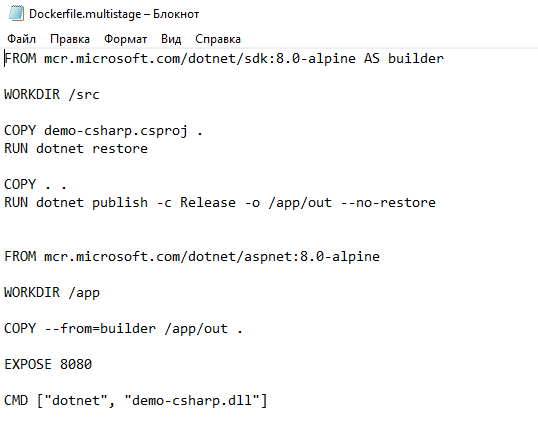 Dockerfile.multistage – Блокнот
Файл Правка Формат Вид Справка
FROM mcr.microsoft.com/dotnet/sdk:8.0-alpine AS builder
WORKDIR /src
COPY demo-csharp.csproj .
RUN dotnet restore
COPY . .
RUN dotnet publish -c Release -o /app/out --no-restore
FROM mcr.microsoft.com/dotnet/aspnet:8.0-alpine
WORKDIR /app
COPY --from=builder /app/out .
EXPOSE 8080
CMD ["dotnet", "demo-csharp.dll"]